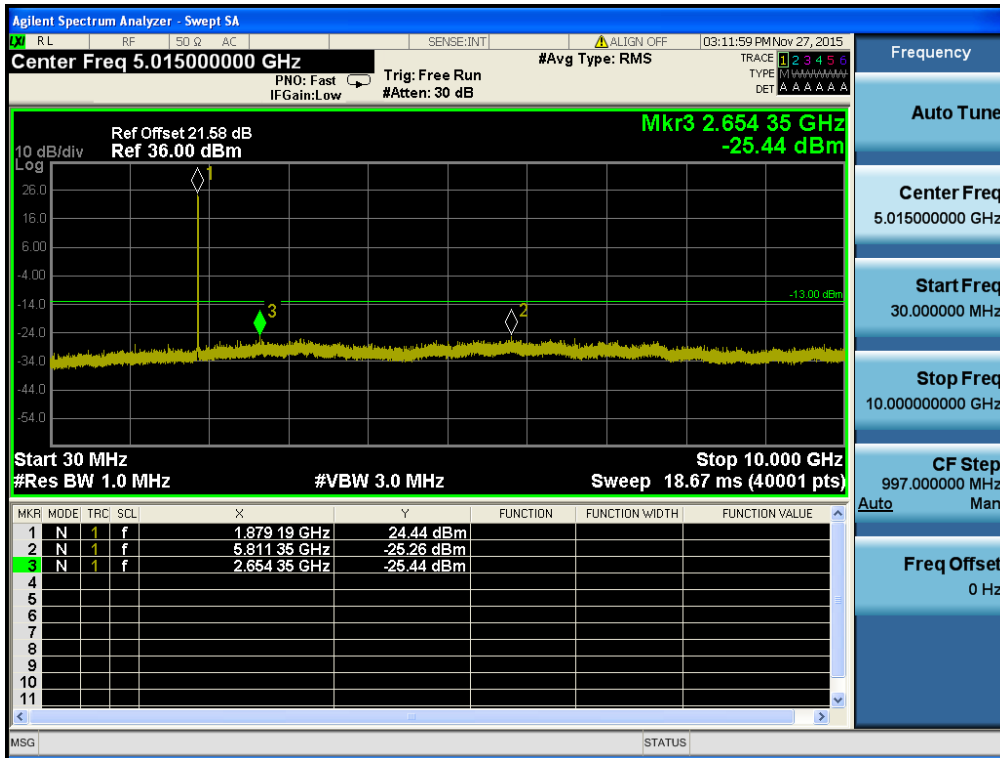 Agilent Spectrum Analyzer - Swept SA
LXI RL RF 50 Ω AC SENSE:INT ALIGN OFF 03:11:59 PM Nov 27, 2015
Center Freq 5.015000000 GHz #Avg Type: RMS TRACE 1 2 3 4 5 6
PNO: Fast Trig: Free Run TYPE M W W W W W
IFGain:Low #Atten: 30 dB DET A A A A A A
Mkr3 2.654 35 GHz
-25.44 dBm
Ref Offset 21.58 dB
10 dB/div Ref 36.00 dBm
Log
1
26.0
16.0
6.00
-4.00
-13.00 dBm
-14.0
3
2
-24.0
-34.0
-44.0
-54.0
Start 30 MHz Stop 10.000 GHz
#Res BW 1.0 MHz #VBW 3.0 MHz Sweep 18.67 ms (40001 pts)
MKR MODE TRC SCL X Y FUNCTION FUNCTION WIDTH FUNCTION VALUE
1 N 1 f 1.879 19 GHz 24.44 dBm
2 N 1 f 5.811 35 GHz -25.26 dBm
3 N 1 f 2.654 35 GHz -25.44 dBm
4
5
6
7
8
9
10
11
MSG STATUS
Frequency
Auto Tune
Center Freq
5.015000000 GHz
Start Freq
30.000000 MHz
Stop Freq
10.000000000 GHz
CF Step
997.000000 MHz
Auto Man
Freq Offset
0 Hz